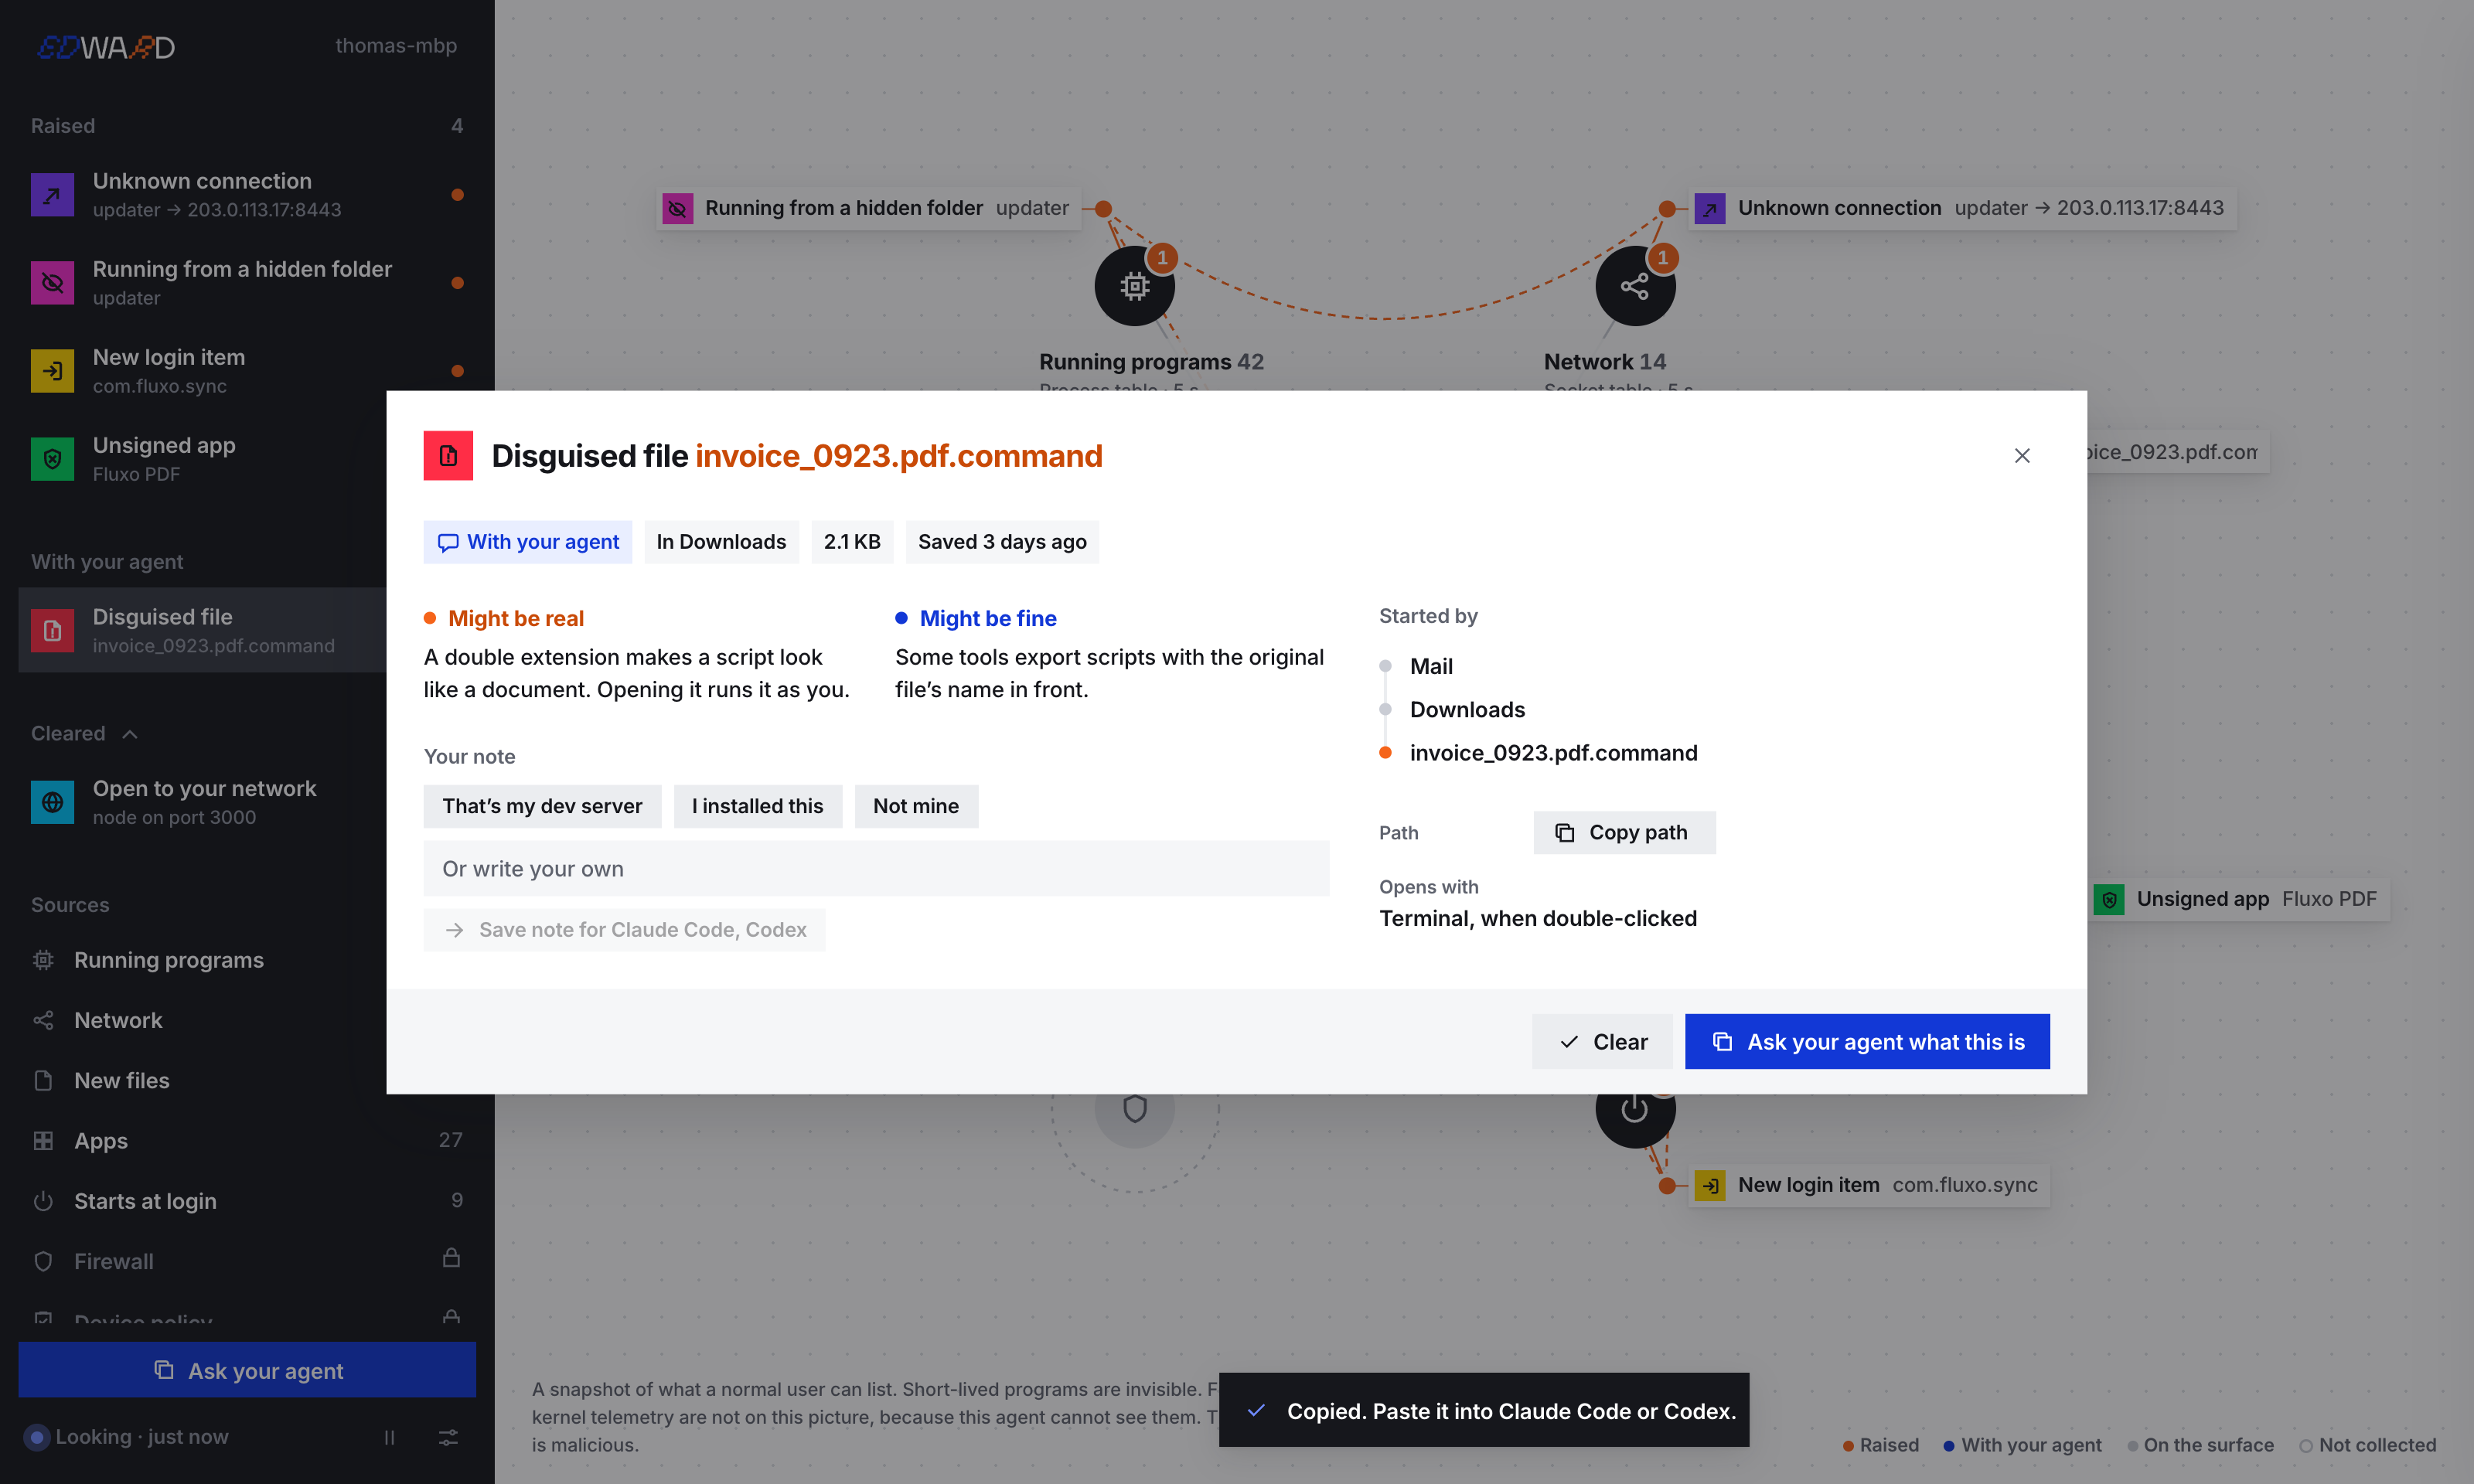 EDWARD
thomas-mbp
Raised 4
Unknown connection
updater → 203.0.113.17:8443
Running from a hidden folder
updater
New login item
com.fluxo.sync
Unsigned app
Fluxo PDF
With your agent
Disguised file
invoice_0923.pdf.command
Cleared
Open to your network
node on port 3000
Sources
Running programs
Network
New files
Apps 27
Starts at login 9
Firewall
Device policy
Ask your agent
Looking · just now
Running from a hidden folder updater
Unknown connection updater → 203.0.113.17:8443
1
1
Running programs 42
Process table · 5 s
Network 14
Socket table · 5 s
oice_0923.pdf.com
Disguised file invoice_0923.pdf.command
With your agent
In Downloads
2.1 KB
Saved 3 days ago
Might be real
A double extension makes a script look
like a document. Opening it runs it as you.
Might be fine
Some tools export scripts with the original
file’s name in front.
Your note
That’s my dev server
I installed this
Not mine
Or write your own
Save note for Claude Code, Codex
Started by
Mail
Downloads
invoice_0923.pdf.command
Path
Copy path
Opens with
Terminal, when double-clicked
Clear
Ask your agent what this is
Unsigned app Fluxo PDF
New login item com.fluxo.sync
A snapshot of what a normal user can list. Short-lived programs are invisible.
kernel telemetry are not on this picture, because this agent cannot see them.
is malicious.
Copied. Paste it into Claude Code or Codex.
Raised
With your agent
On the surface
Not collected